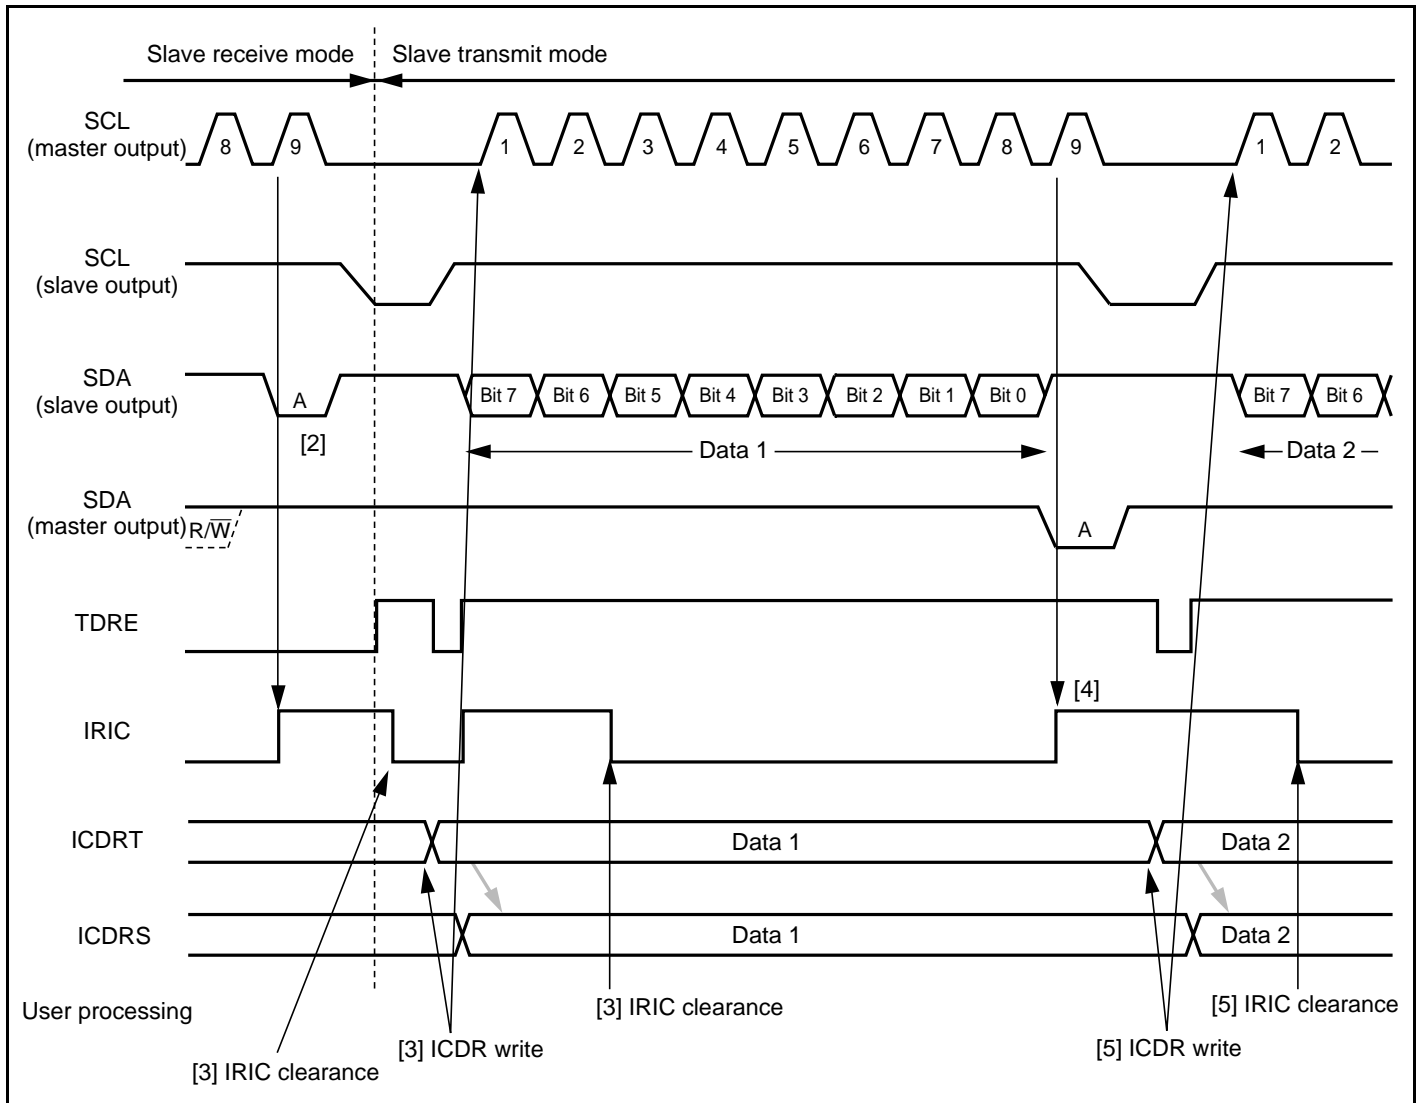 Slave receive mode Slave transmit mode
SCL
(master output)
8 9 1 2 3 4 5 6 7 8 9 1 2
SCL
(slave output)
SDA
(slave output)
A Bit 7 Bit 6 Bit 5 Bit 4 Bit 3 Bit 2 Bit 1 Bit 0 Bit 7 Bit 6
[2] Data 1 Data 2
SDA
(master output)
R/W̅ A
TDRE
[4]
IRIC
ICDRT Data 1 Data 2
ICDRS Data 1 Data 2
User processing
[3] IRIC clearance [5] IRIC clearance
[3] ICDR write [5] ICDR write
[3] IRIC clearance